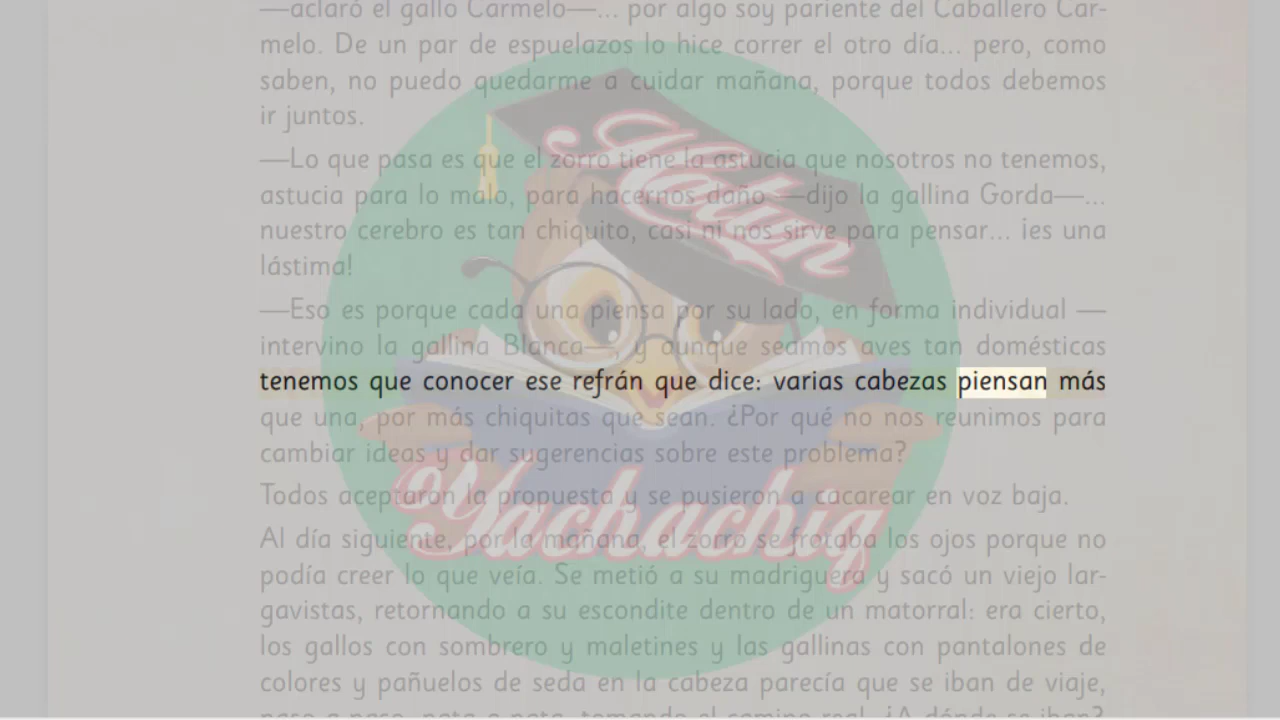 —aclaró el gallo Carmelo—... por algo soy pariente del Caballero Car-
melo. De un par de espuelazos lo hice correr el otro día... pero, como
saben, no puedo quedarme a cuidar mañana, porque todos debemos
ir juntos.
—Lo que pasa es que el zorro tiene la astucia que nosotros no tenemos,
astucia para lo malo, para hacernos daño —dijo la gallina Gorda—...
nuestro cerebro es tan chiquito, casi ni nos sirve para pensar... ¡es una
lástima!
—Eso es porque cada una piensa por su lado, en forma individual —
intervino la gallina Blanca— y aunque seamos aves tan domésticas
tenemos que conocer ese refrán que dice: varias cabezas piensan más
que una, por más chiquitas que sean. ¿Por qué no nos reunimos para
cambiar ideas y dar sugerencias sobre este problema?
Todos aceptaron la propuesta y se pusieron a cacarear en voz baja.
Al día siguiente, por la mañana, el zorro se frotaba los ojos porque no
podía creer lo que veía. Se metió a su madriguera y sacó un viejo lar-
gavistas, retornando a su escondite dentro de un matorral: era cierto,
los gallos con sombrero y maletines y las gallinas con pantalones de
colores y pañuelos de seda en la cabeza parecía que se iban de viaje,
Hatun
Yachachiq